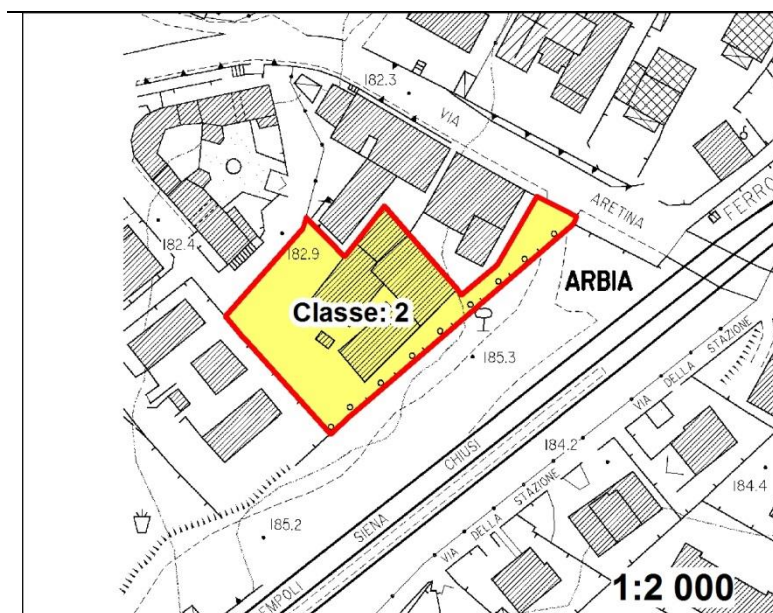 182.3
VIA
ARETINA
FERRO
182.4
182.9
ARBIA
Classe: 2
185.3
VIA DELLA STAZIONE
184.2
CHIUSI
SIENA
184.4
185.2
VIA DELLA STAZIONE
EMPOLI
1:2 000